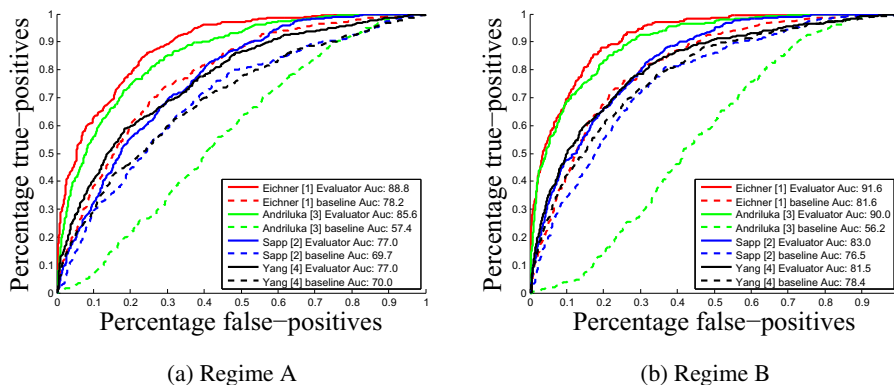 1
0.9
0.8
0.7
0.6
0.5
0.4
0.3
0.2
0.1
0
Percentage true−positives
0 0.1 0.2 0.3 0.4 0.5 0.6 0.7 0.8 0.9 1
Percentage false−positives
Eichner [1] Evaluator Auc: 88.8
Eichner [1] baseline Auc: 78.2
Andriluka [3] Evaluator Auc: 85.6
Andriluka [3] baseline Auc: 57.4
Sapp [2] Evaluator Auc: 77.0
Sapp [2] baseline Auc: 69.7
Yang [4] Evaluator Auc: 77.0
Yang [4] baseline Auc: 70.0
(a) Regime A
1
0.9
0.8
0.7
0.6
0.5
0.4
0.3
0.2
0.1
0
Percentage true−positives
0 0.1 0.2 0.3 0.4 0.5 0.6 0.7 0.8 0.9
Percentage false−positives
Eichner [1] Evaluator Auc: 91.6
Eichner [1] baseline Auc: 81.6
Andriluka [3] Evaluator Auc: 90.0
Andriluka [3] baseline Auc: 56.2
Sapp [2] Evaluator Auc: 83.0
Sapp [2] baseline Auc: 76.5
Yang [4] Evaluator Auc: 81.5
Yang [4] baseline Auc: 78.4
(b) Regime B